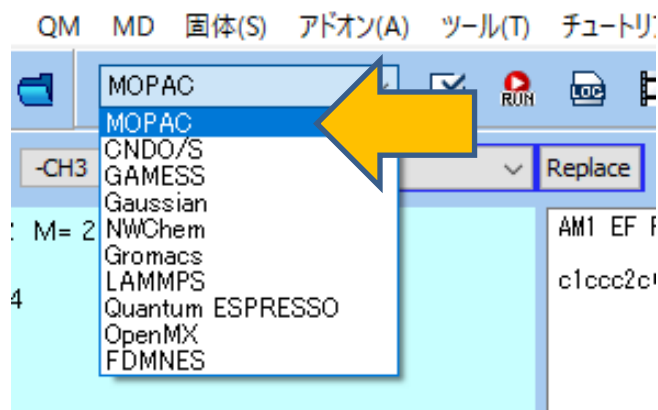 QM MD 固体(S) アドオン(A) ツール(T) チュートリ
MOPAC RUN LOG
MOPAC
CNDO/S
GAMESS
Gaussian
NWChem
Gromacs
LAMMPS
Quantum ESPRESSO
OpenMX
FDMNES
-CH3 Replace
M= 2
4
AM1 EF
c1ccc2c